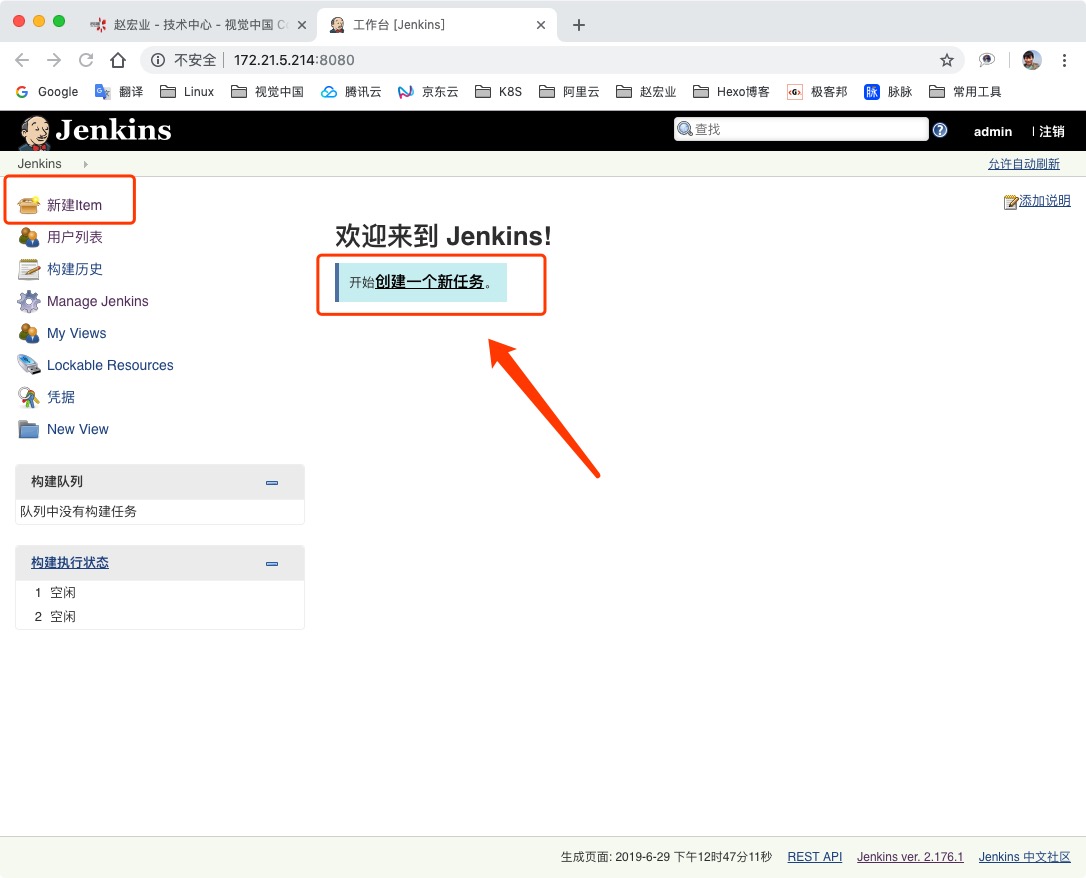 赵宏业 - 技术中心 - 视觉中国
工作台 [Jenkins]
不安全 172.21.5.214:8080
Google 翻译 Linux 视觉中国 腾讯云 京东云 K8S 阿里云 赵宏业 Hexo博客 极客邦 脉 脉脉 常用工具
Jenkins 查找 admin | 注销
Jenkins 允许自动刷新
新建Item
添加说明
用户列表
构建历史
Manage Jenkins
My Views
Lockable Resources
凭据
New View
欢迎来到 Jenkins!
开始创建一个新任务。
构建队列
队列中没有构建任务
构建执行状态
1 空闲
2 空闲
生成页面: 2019-6-29 下午12时47分11秒 REST API Jenkins ver. 2.176.1 Jenkins 中文社区